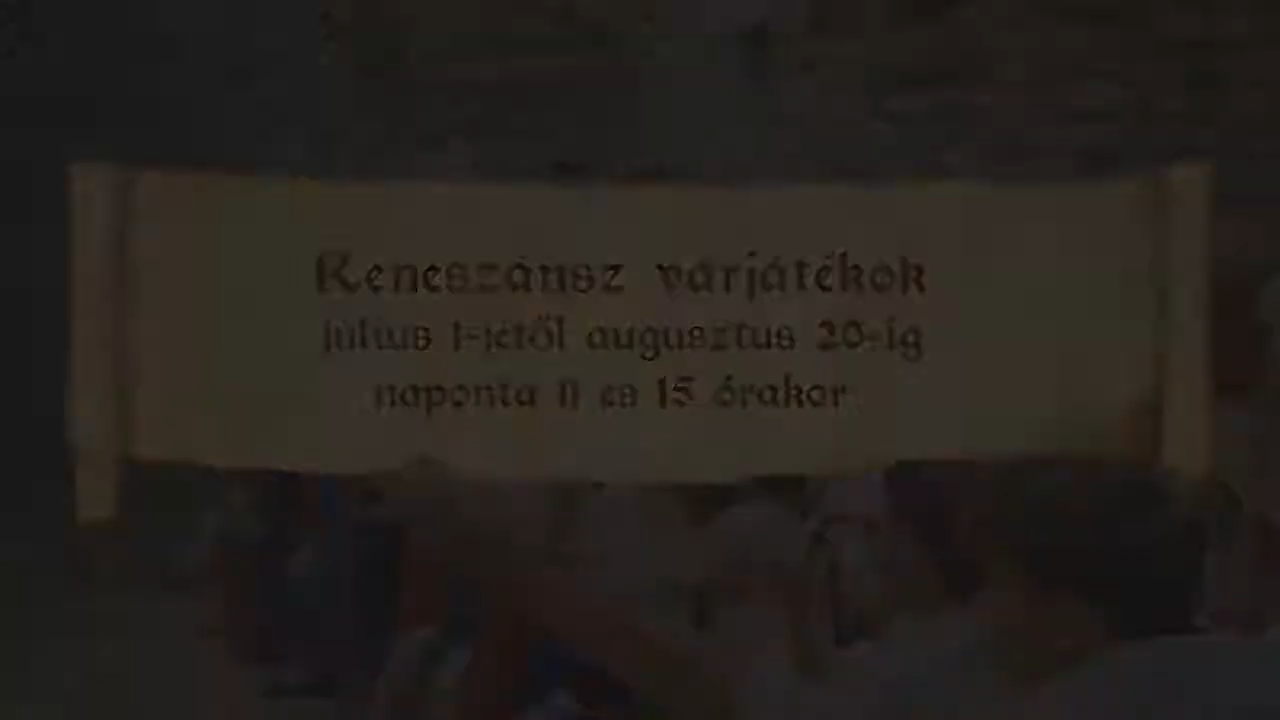 Reneszánsz várjátékok
július 1-jétől augusztus 20-ig
naponta 11 és 15 órakor